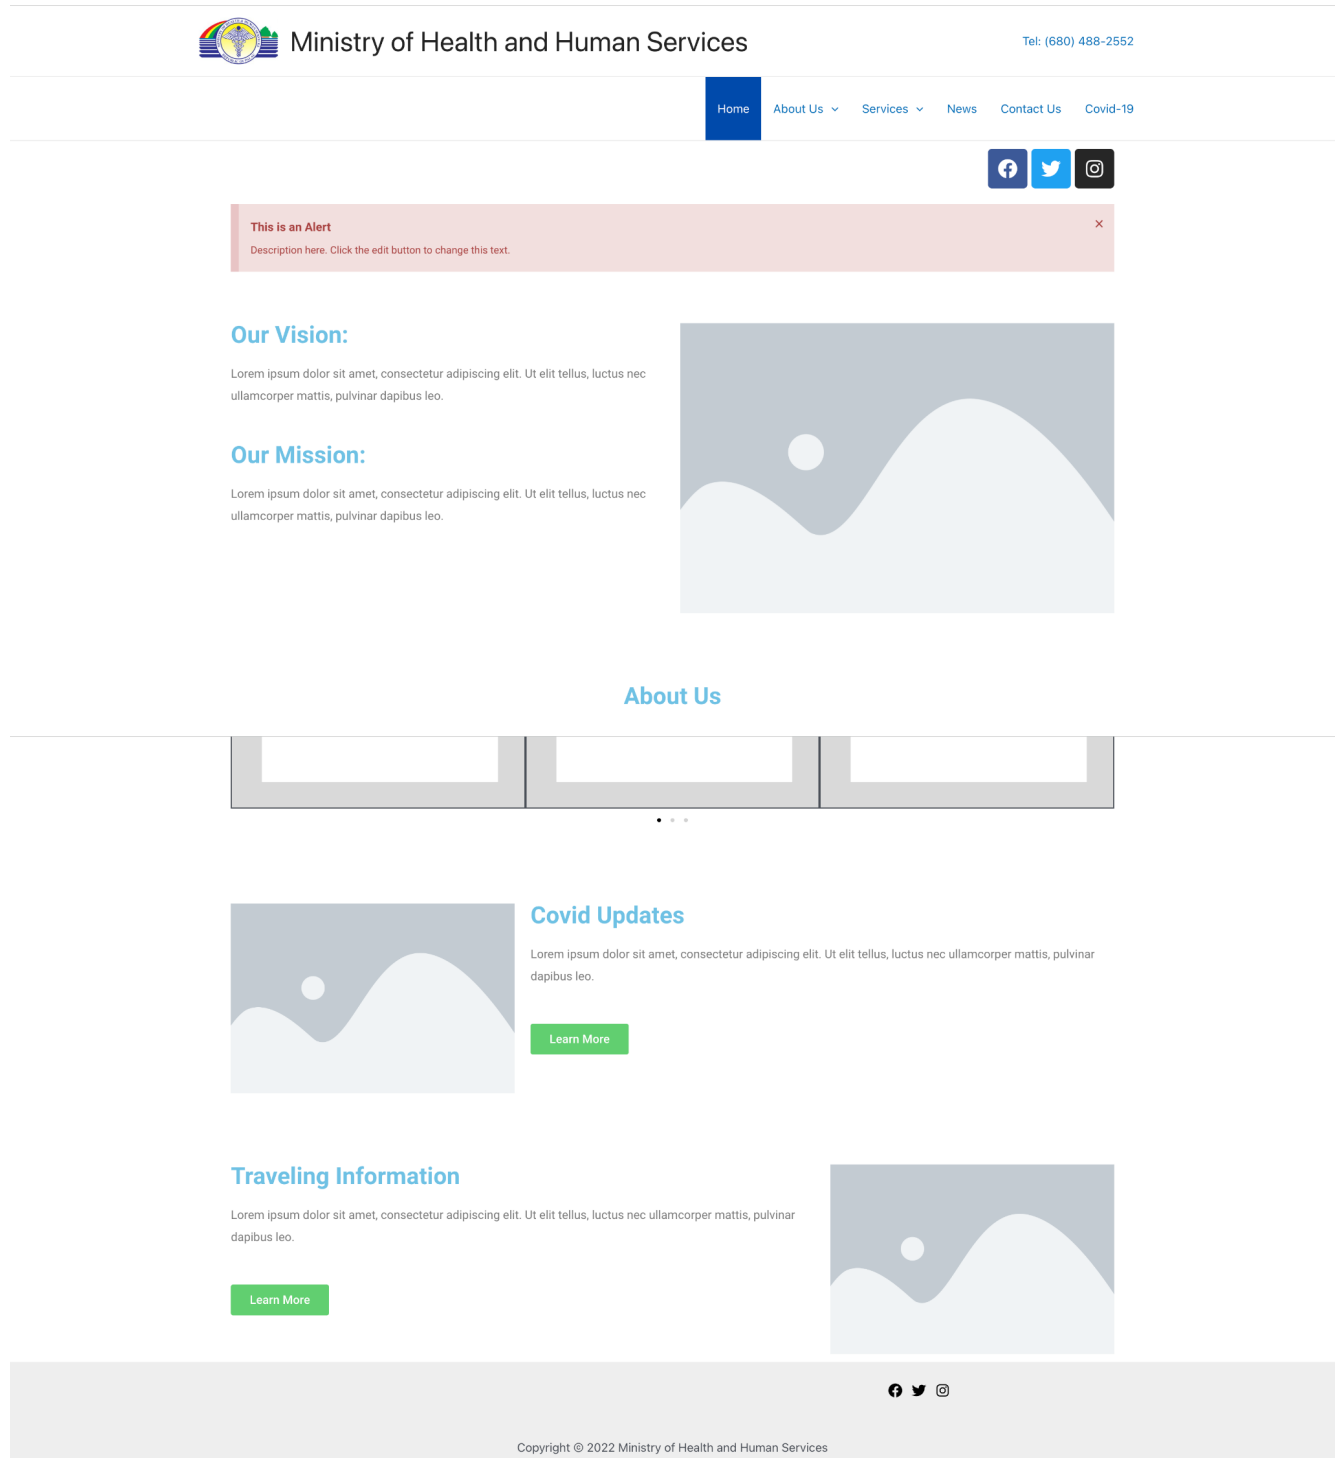 Ministry of Health and Human Services
Tel: (680) 488-2552
Home
About Us
Services
News
Contact Us
Covid-19
This is an Alert
Description here. Click the edit button to change this text.
Our Vision:
Lorem ipsum dolor sit amet, consectetur adipiscing elit. Ut elit tellus, luctus nec
ullamcorper mattis, pulvinar dapibus leo.
Our Mission:
Lorem ipsum dolor sit amet, consectetur adipiscing elit. Ut elit tellus, luctus nec
ullamcorper mattis, pulvinar dapibus leo.
About Us
Covid Updates
Lorem ipsum dolor sit amet, consectetur adipiscing elit. Ut elit tellus, luctus nec ullamcorper mattis, pulvinar
dapibus leo.
Learn More
Traveling Information
Lorem ipsum dolor sit amet, consectetur adipiscing elit. Ut elit tellus, luctus nec ullamcorper mattis, pulvinar
dapibus leo.
Learn More
Copyright © 2022 Ministry of Health and Human Services